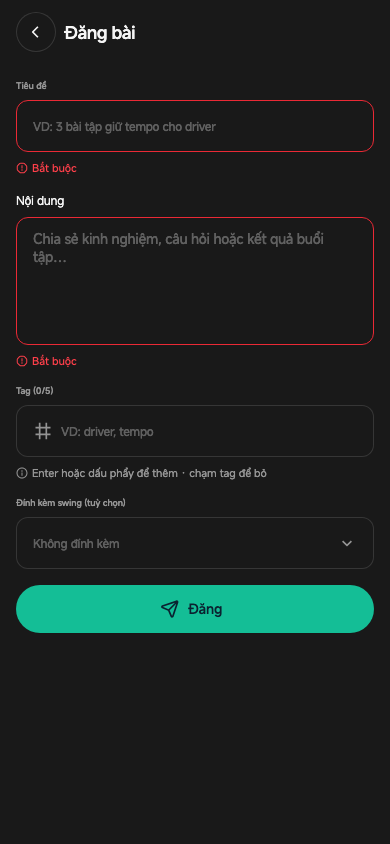 Đăng bài
Tiêu đề
VD: 3 bài tập giữ tempo cho driver
Bắt buộc
Nội dung
Chia sẻ kinh nghiệm, câu hỏi hoặc kết quả buổi
tập...
Bắt buộc
Tag (0/5)
VD: driver, tempo
Enter hoặc dấu phẩy để thêm · chạm tag để bỏ
Đính kèm swing (tuỳ chọn)
Không đính kèm
Đăng